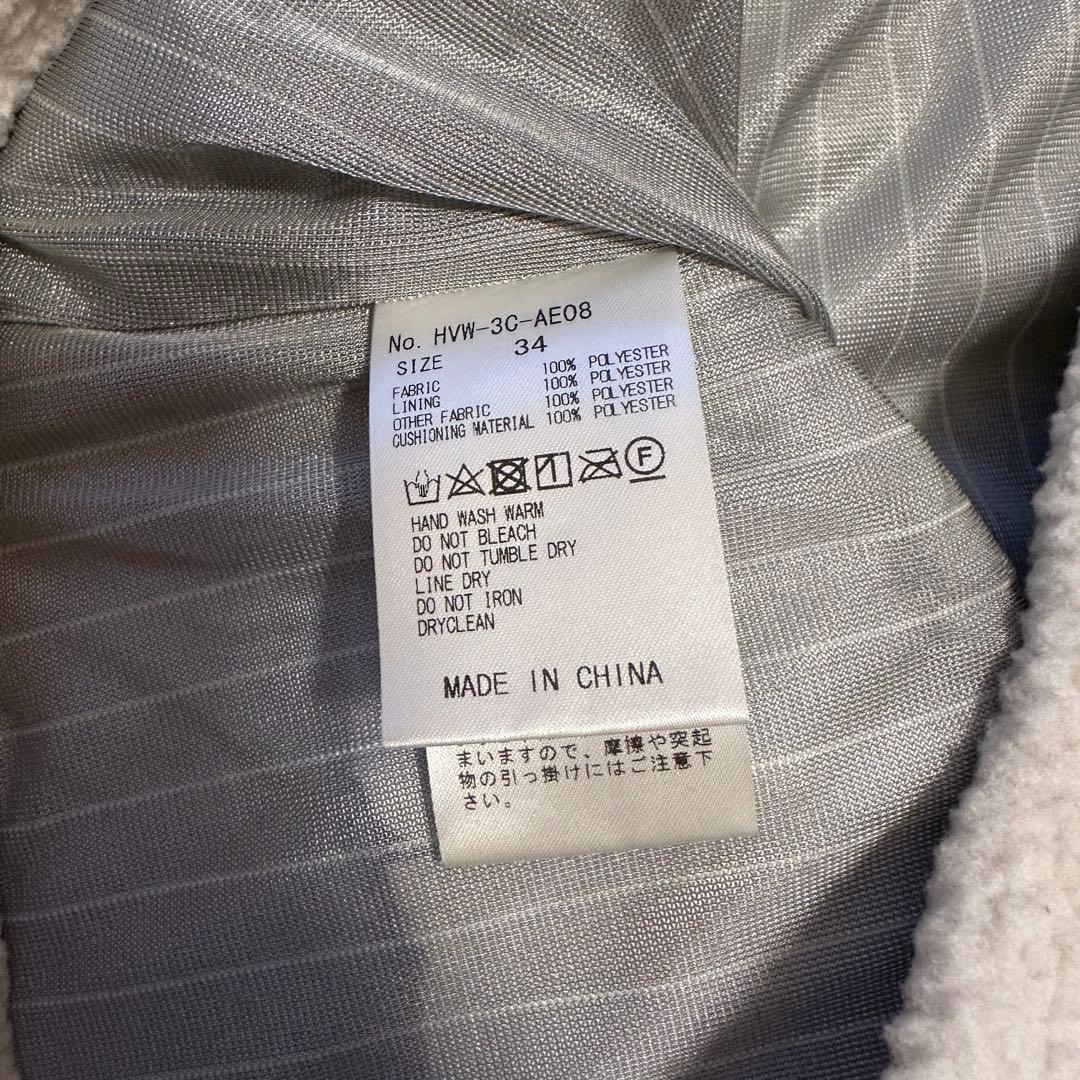 No. HVW-3C-AE08
SIZE 34
FABRIC 100% POLYESTER
LINING 100% POLYESTER
OTHER FABRIC 100% POLYESTER
CUSHIONING MATERIAL 100% POLYESTER
F
HAND WASH WARM
DO NOT BLEACH
DO NOT TUMBLE DRY
LINE DRY
DO NOT IRON
DRYCLEAN
MADE IN CHINA
まいますので、摩擦や突起
物の引っ掛けにはご注意下
さい。